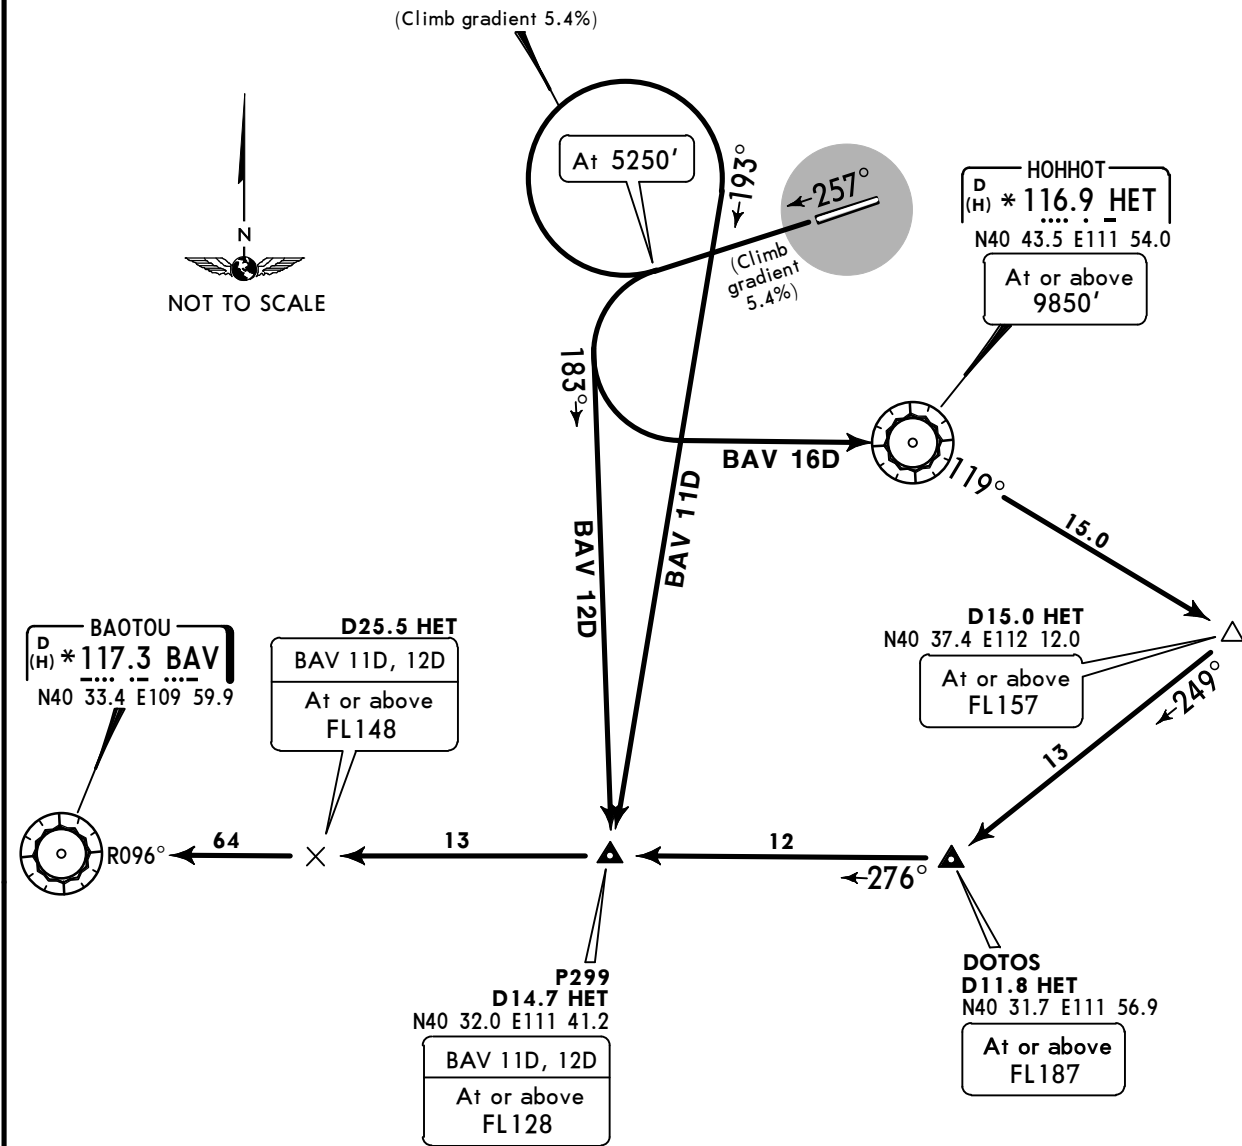 (Climb gradient 5.4%)
At 5250'
←193°
←257°
(Climb
gradient
5.4%)
HOHHOT
D
(H) * 116.9 HET
N40 43.5 E111 54.0
At or above
9850'
N
NOT TO SCALE
183°→
BAV 16D
119°
15.0
BAV 12D
BAV 11D
BAOTOU
D
(H) * 117.3 BAV
N40 33.4 E109 59.9
D25.5 HET
BAV 11D, 12D
At or above
FL148
D15.0 HET
N40 37.4 E112 12.0
At or above
FL157
←249°
13
R096°
64
13
12
←276°
P299
D14.7 HET
N40 32.0 E111 41.2
BAV 11D, 12D
At or above
FL128
DOTOS
D11.8 HET
N40 31.7 E111 56.9
At or above
FL187